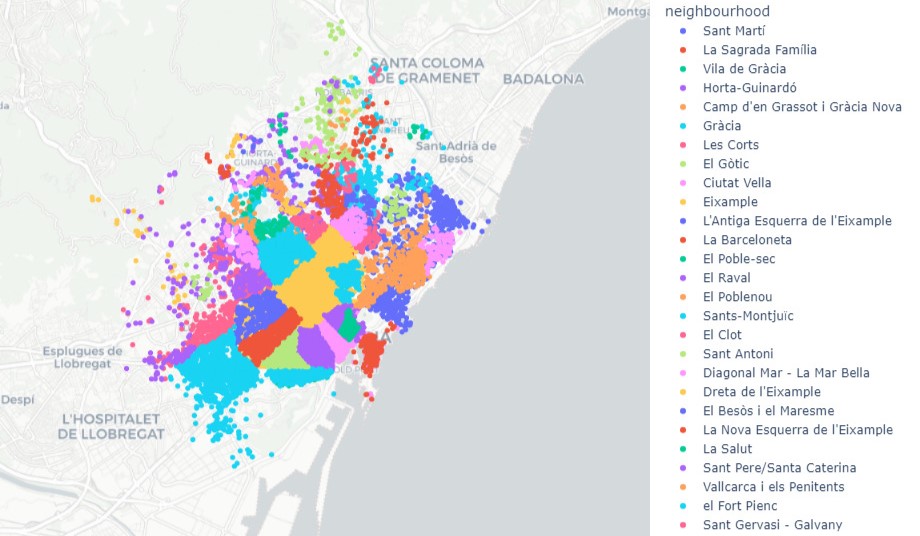 Montga
SANTA COLOMA
DE GRAMENET
BADALONA
Sant Adrià de
Besòs
HORTA-
GUINARD
Esplugues de
Llobregat
Despí
L'HOSPITALET
DE LLOBREGAT
neighbourhood
Sant Martí
La Sagrada Família
Vila de Gràcia
Horta-Guinardó
Camp d'en Grassot i Gràcia Nova
Gràcia
Les Corts
El Gòtic
Ciutat Vella
Eixample
L'Antiga Esquerra de l'Eixample
La Barceloneta
El Poble-sec
El Raval
El Poblenou
Sants-Montjuïc
El Clot
Sant Antoni
Diagonal Mar - La Mar Bella
Dreta de l'Eixample
El Besòs i el Maresme
La Nova Esquerra de l'Eixample
La Salut
Sant Pere/Santa Caterina
Vallcarca i els Penitents
el Fort Pienc
Sant Gervasi - Galvany